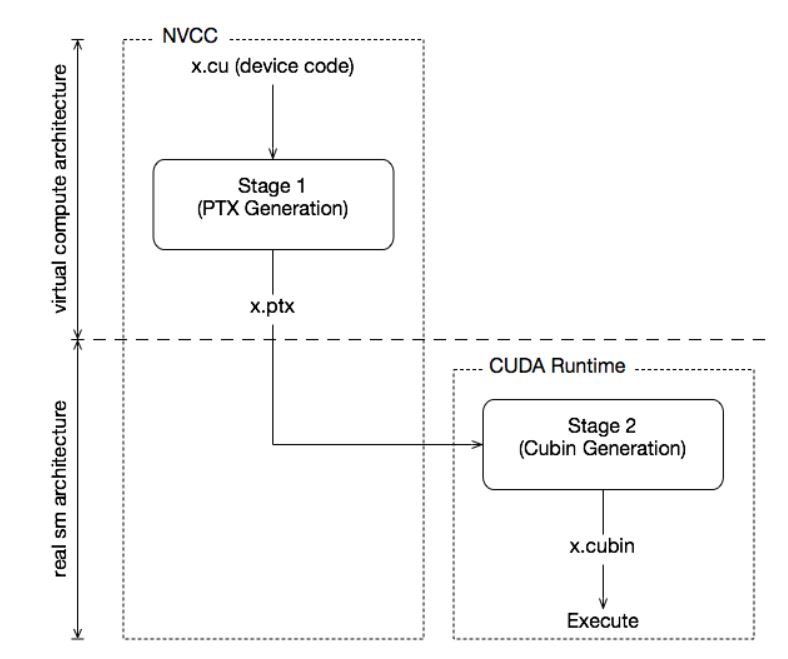 NVCC
x.cu (device code)
Stage 1
(PTX Generation)
x.ptx
virtual compute architecture
CUDA Runtime
Stage 2
(Cubin Generation)
x.cubin
Execute
real sm architecture